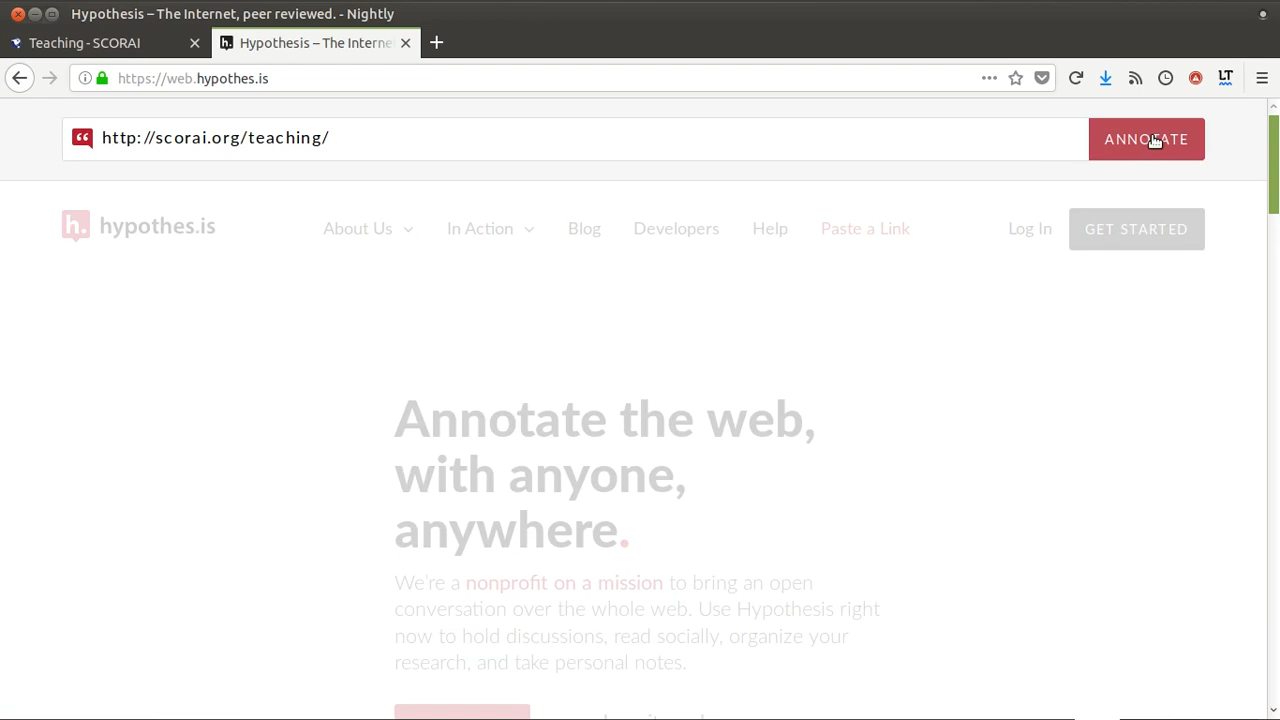 Hypothesis – The Internet, peer reviewed. - Nightly
Teaching - SCORAI
Hypothesis – The Interne
https://web.hypothes.is
LT
http://scorai.org/teaching/
ANNOTATE
h. hypothes.is
About Us
In Action
Blog
Developers
Help
Paste a Link
Log In
GET STARTED
Annotate the web,
with anyone,
anywhere.
We're a nonprofit on a mission to bring an open
conversation over the whole web. Use Hypothesis right
now to hold discussions, read socially, organize your
research, and take personal notes.